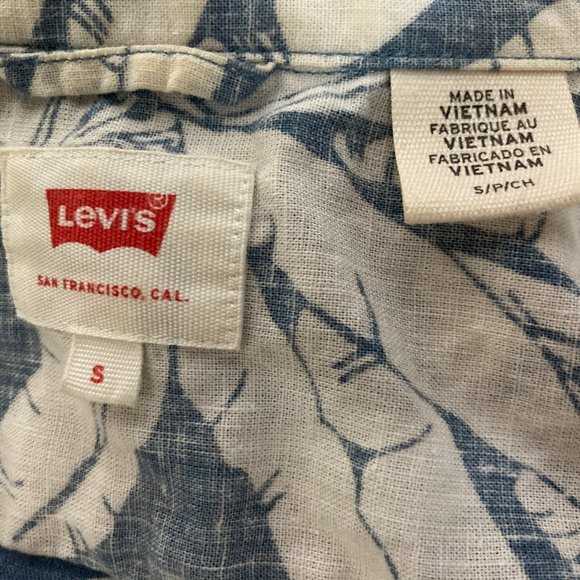 LEVI'S®
SAN FRANCISCO, CAL.
S
MADE IN
VIETNAM
FABRIQUE AU
VIETNAM
FABRICADO EN
VIETNAM
S/P/CH